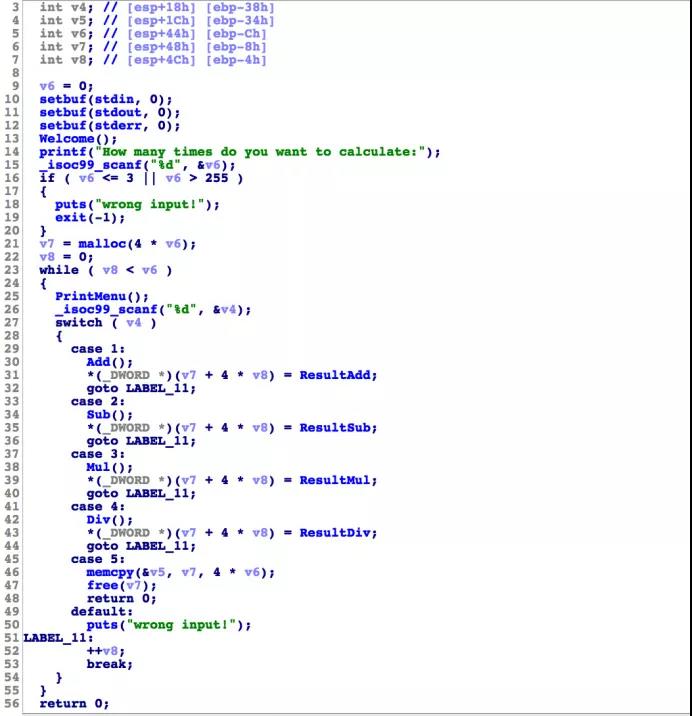 3 int v4; // [esp+18h] [ebp-38h]
4 int v5; // [esp+1Ch] [ebp-34h]
5 int v6; // [esp+44h] [ebp-Ch]
6 int v7; // [esp+48h] [ebp-8h]
7 int v8; // [esp+4Ch] [ebp-4h]
8
9 v6 = 0;
10 setbuf(stdin, 0);
11 setbuf(stdout, 0);
12 setbuf(stderr, 0);
13 Welcome();
14 printf("How many times do you want to calculate:");
15 _isoc99_scanf("%d", &v6);
16 if ( v6 <= 3 || v6 > 255 )
17 {
18 puts("wrong input!");
19 exit(-1);
20 }
21 v7 = malloc(4 * v6);
22 v8 = 0;
23 while ( v8 < v6 )
24 {
25 PrintMenu();
26 _isoc99_scanf("%d", &v4);
27 switch ( v4 )
28 {
29 case 1:
30 Add();
31 *(_DWORD *)(v7 + 4 * v8) = ResultAdd;
32 goto LABEL_11;
33 case 2:
34 Sub();
35 *(_DWORD *)(v7 + 4 * v8) = ResultSub;
36 goto LABEL_11;
37 case 3:
38 Mul();
39 *(_DWORD *)(v7 + 4 * v8) = ResultMul;
40 goto LABEL_11;
41 case 4:
42 Div();
43 *(_DWORD *)(v7 + 4 * v8) = ResultDiv;
44 goto LABEL_11;
45 case 5:
46 memcpy(&v5, v7, 4 * v6);
47 free(v7);
48 return 0;
49 default:
50 puts("wrong input!");
51 LABEL_11:
52 ++v8;
53 break;
54 }
55 }
56 return 0;